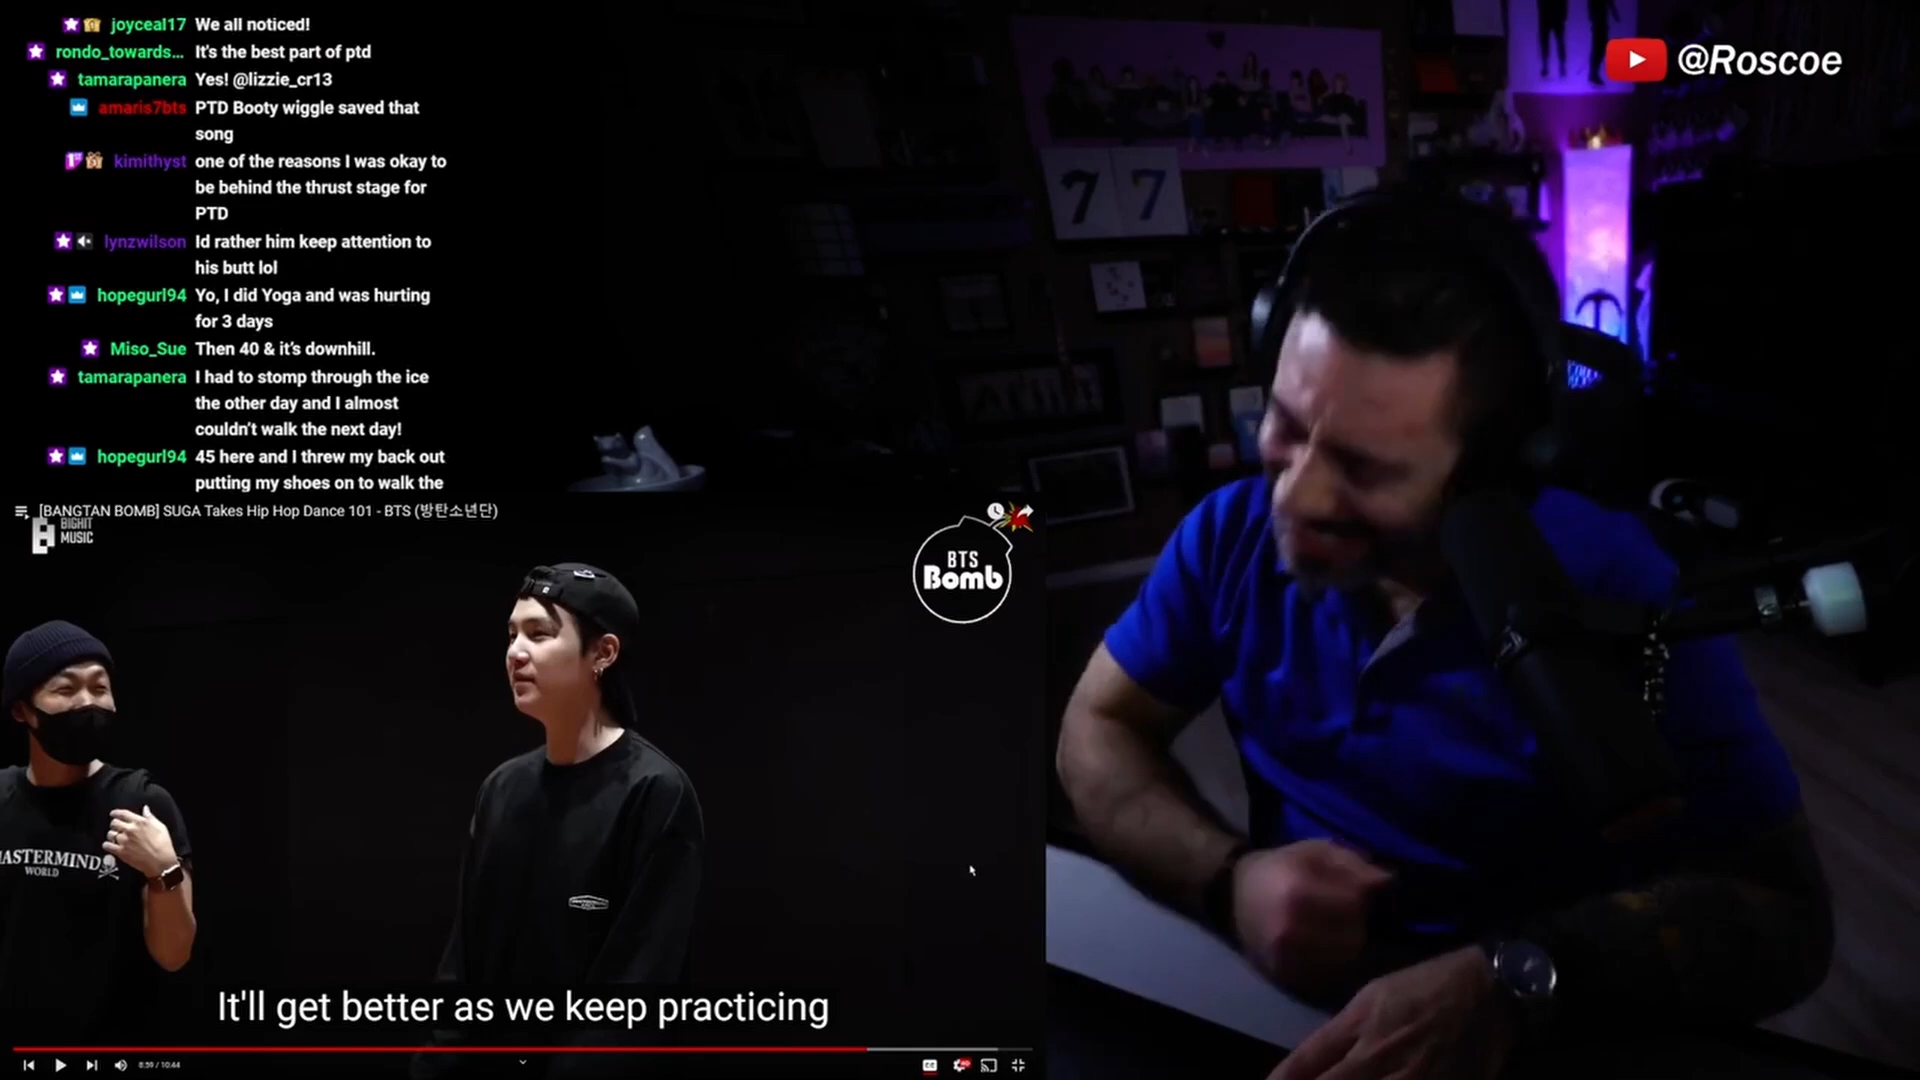 joyceal17 We all noticed!
rondo_towards... It's the best part of ptd
tamarapanera Yes! @lizzie_cr13
amaris7bts PTD Booty wiggle saved that
song
kimithyst one of the reasons I was okay to
be behind the thrust stage for
PTD
lynzwilson Id rather him keep attention to
his butt lol
hopegurl94 Yo, I did Yoga and was hurting
for 3 days
Miso_Sue Then 40 & it's downhill.
tamarapanera I had to stomp through the ice
the other day and I almost
couldn't walk the next day!
hopegurl94 45 here and I threw my back out
putting my shoes on to walk the
@Roscoe
7 7
[BANGTAN BOMB] SUGA Takes Hip Hop Dance 101 - BTS (방탄소년단)
BIGHIT
MUSIC
BTS
Bomb
MASTERMIND
WORLD
It'll get better as we keep practicing
8:59 / 10:44